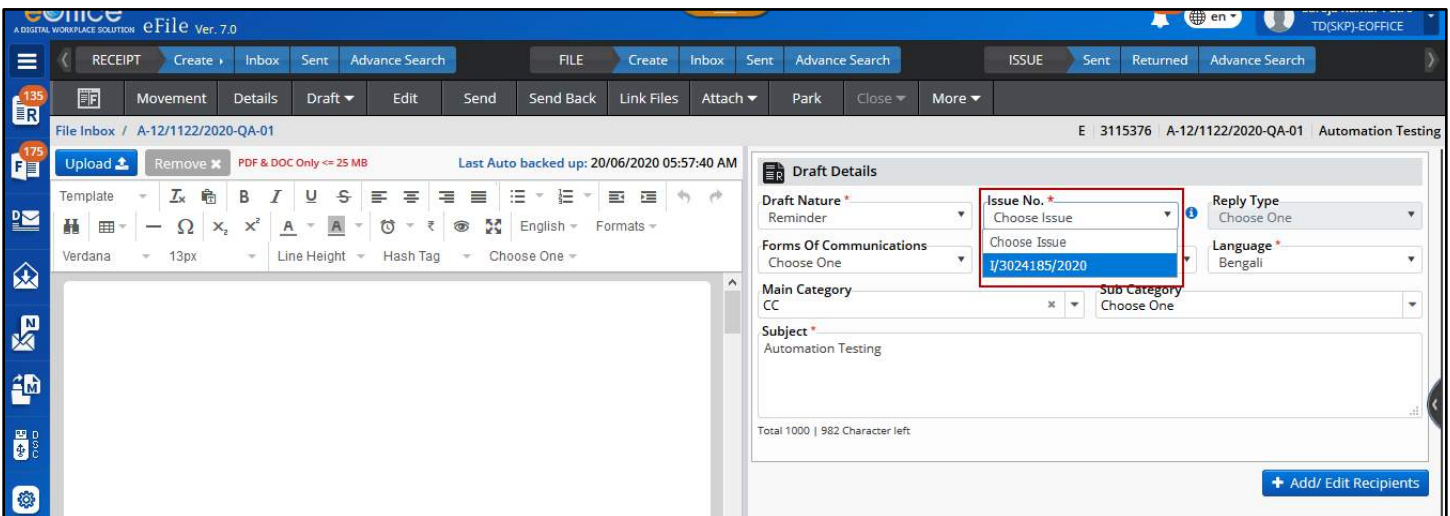 eOffice
A DIGITAL WORKPLACE SOLUTION eFile Ver. 7.0
en
TD(SKP)-EOFFICE
RECEIPT Create Inbox Sent Advance Search FILE Create Inbox Sent Advance Search ISSUE Sent Returned Advance Search
135
R
Movement Details Draft Edit Send Send Back Link Files Attach Park Close More
File Inbox / A-12/1122/2020-QA-01 E 3115376 A-12/1122/2020-QA-01 Automation Testing
175
F
Upload Remove PDF & DOC Only <= 25 MB Last Auto backed up: 20/06/2020 05:57:40 AM
Draft Details
Template B I U S
Draft Nature * Issue No. * Reply Type
Reminder Choose Issue Choose One
Ω x₂ x² A A ₹ English Formats
Choose Issue
Forms Of Communications Language *
Choose One I/3024185/2020 Bengali
Verdana 13px Line Height Hash Tag Choose One
Main Category Sub Category
CC Choose One
Subject *
Automation Testing
Total 1000 | 982 Character left
D
N
M
DSC
+ Add/ Edit Recipients